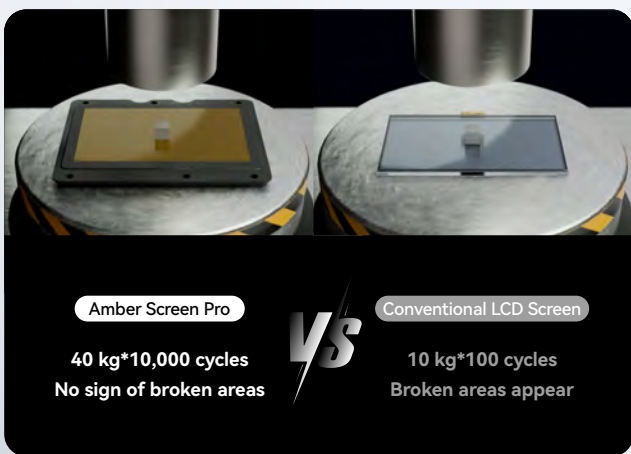 Amber Screen Pro
40 kg*10,000 cycles
No sign of broken areas
VS
Conventional LCD Screen
10 kg*100 cycles
Broken areas appear